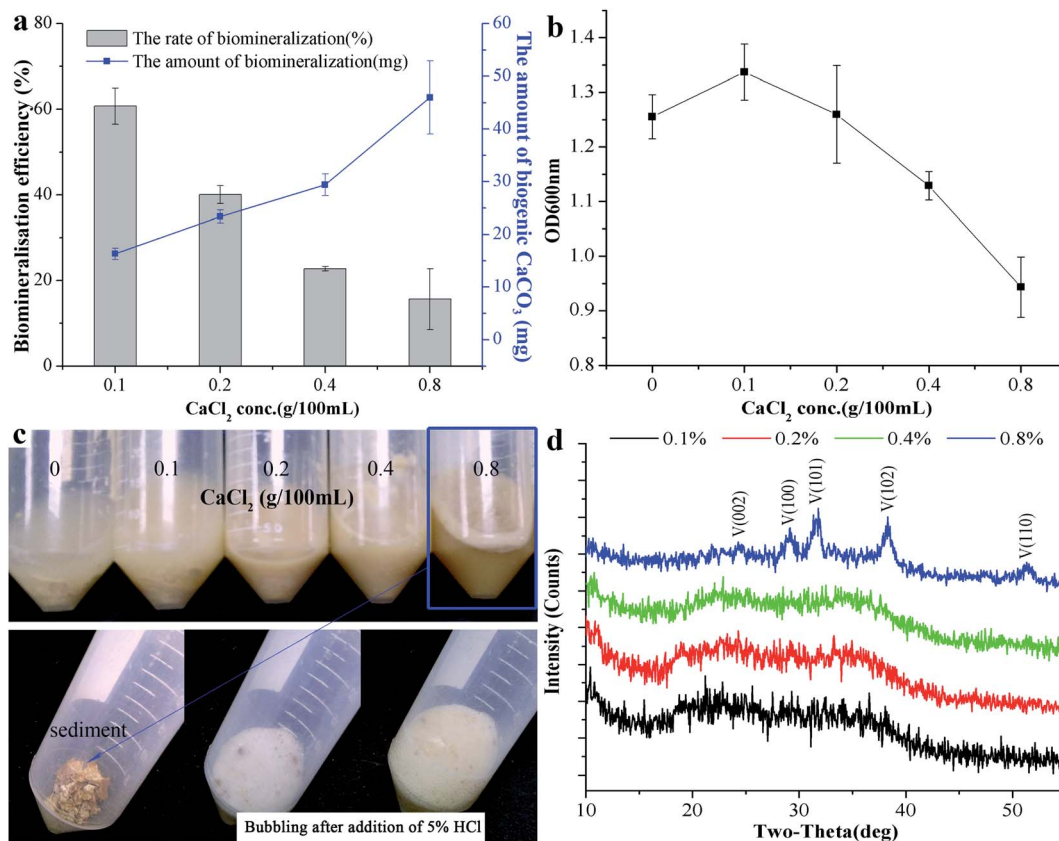 a
80
60
40
20
0
Biomineralisation efficiency (%)
The rate of biomineralization(%)
The amount of biomineralization(mg)
60
50
40
30
20
10
0
The amount of biogenic CaCO3 (mg)
0.1 0.2 0.4 0.8
CaCl2 conc.(g/100mL)
b
1.4
1.3
1.2
1.1
1.0
0.9
0.8
OD600nm
0 0.1 0.2 0.4 0.8
CaCl2 conc.(g/100mL)
c
0 0.1 0.2 0.4 0.8
CaCl2 (g/100mL)
sediment
Bubbling after addition of 5% HCl
d
0.1% 0.2% 0.4% 0.8%
V(002)
V(100)
V(101)
V(102)
V(110)
Intensity (Counts)
10 20 30 40 50
Two-Theta(deg)